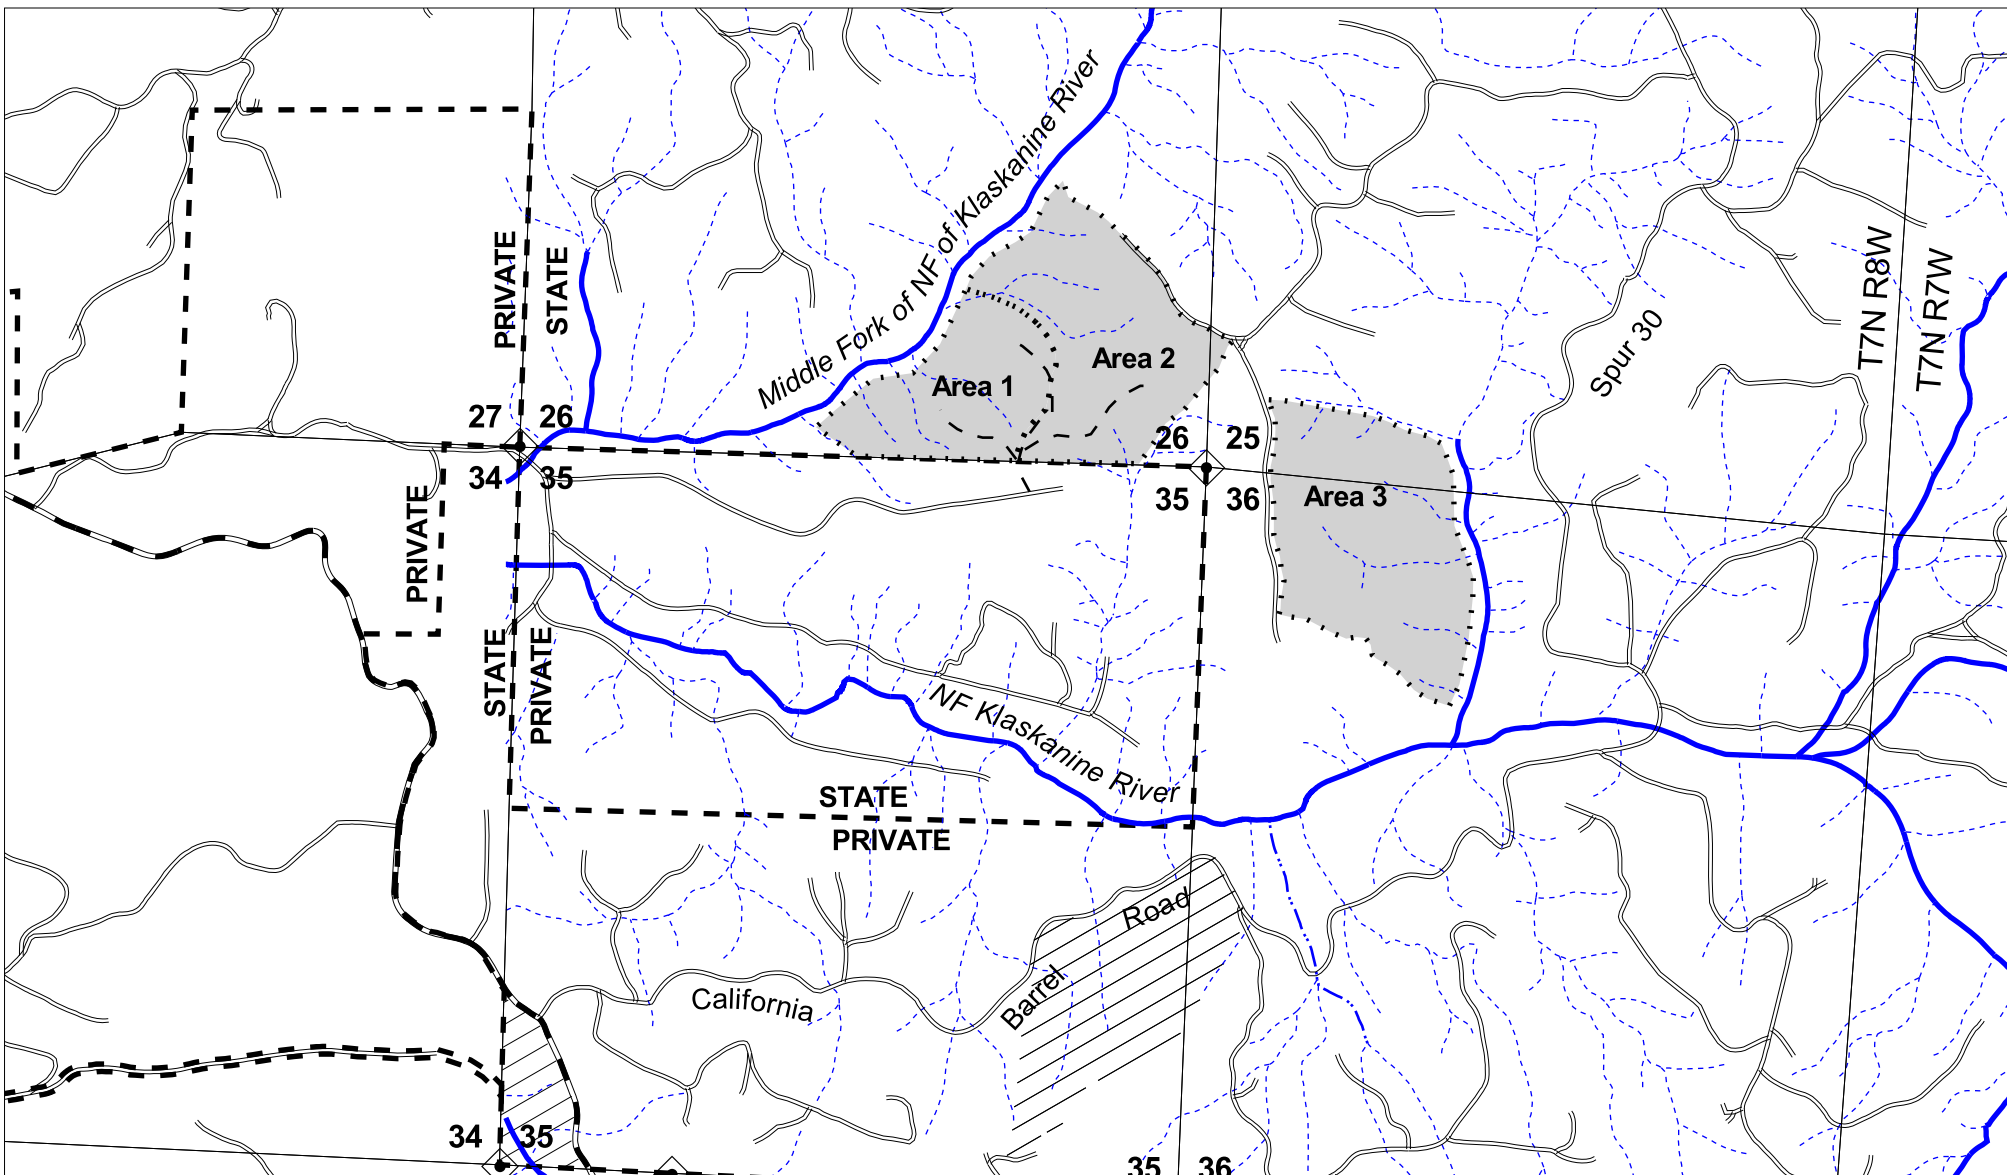 Middle Fork of NF of Klaskanine River
PRIVATE
STATE
T7N R8W
T7N R7W
Spur 30
Area 1
Area 2
27
26
26
25
34
35
35
36
Area 3
PRIVATE
STATE
PRIVATE
NF Klaskanine River
STATE
PRIVATE
California
Barrel
Road
34
35
35
36